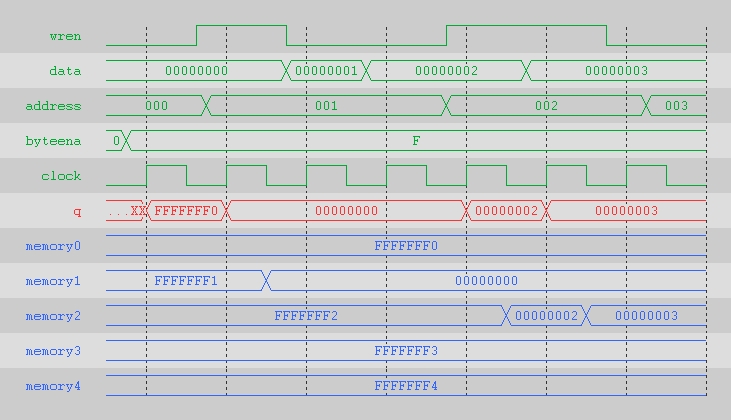 wren
data 00000000 00000001 00000002 00000003
address 000 001 002 003
byteena 0 F
clock
q ...XX FFFFFFF0 00000000 00000002 00000003
memory0 FFFFFFF0
memory1 FFFFFFF1 00000000
memory2 FFFFFFF2 00000002 00000003
memory3 FFFFFFF3
memory4 FFFFFFF4